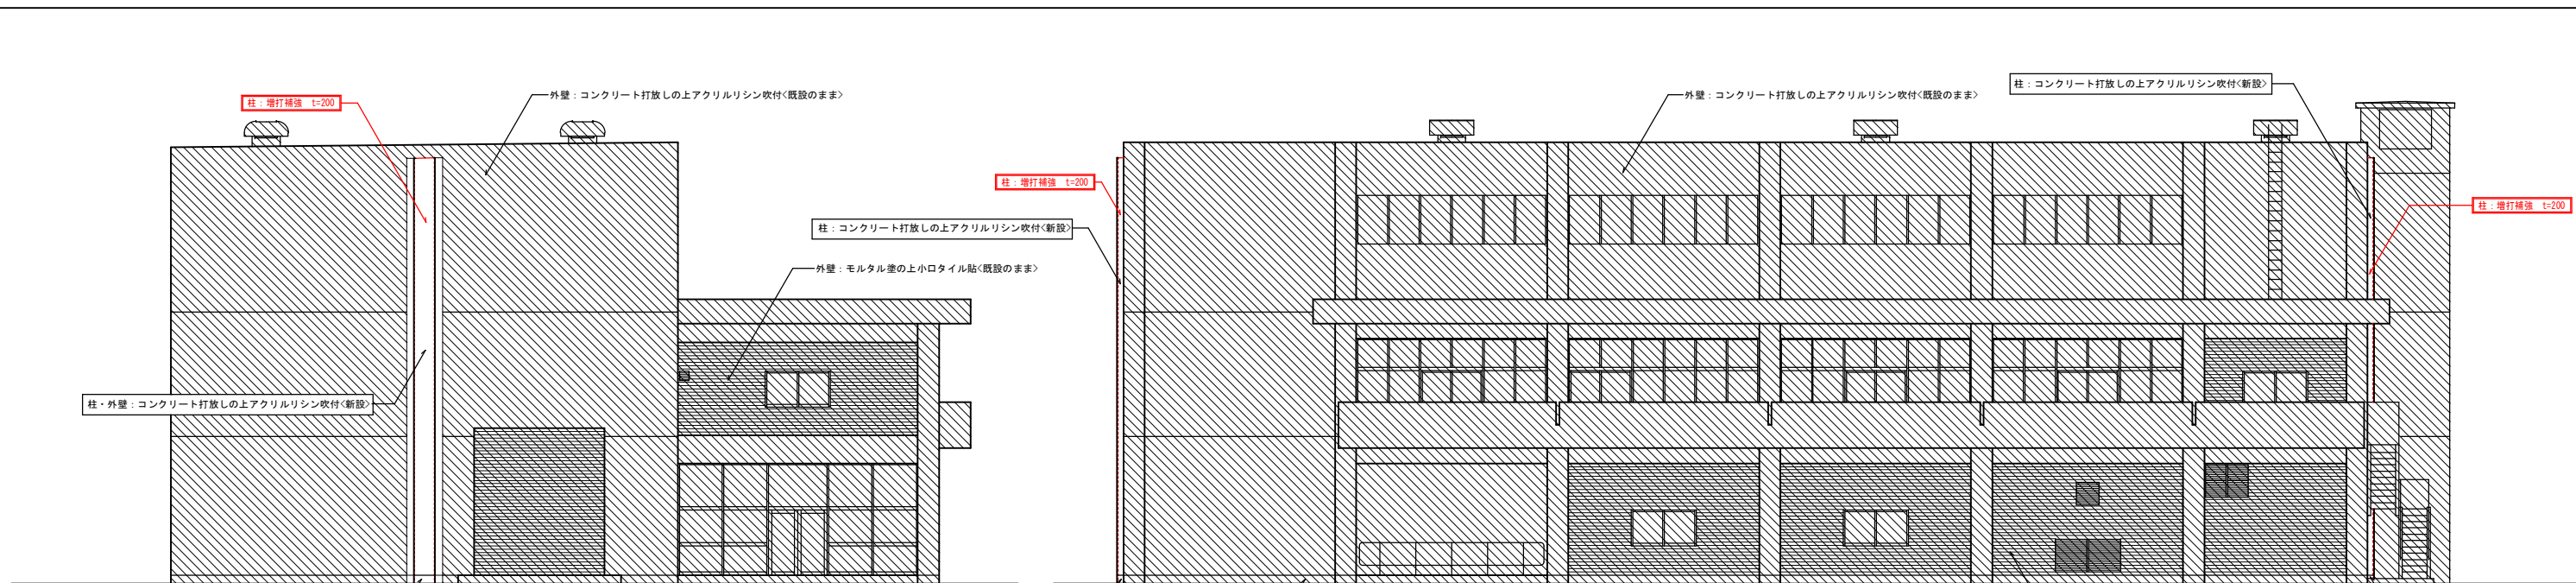 柱：コンクリート打放しの上アクリルリシン吹付<新設>
外壁：コンクリート打放しの上アクリルリシン吹付<既設のまま>
外壁：コンクリート打放しの上アクリルリシン吹付<既設のまま>
柱：増打補強　t=200
柱：増打補強　t=200
柱：増打補強　t=200
柱：コンクリート打放しの上アクリルリシン吹付<新設>
外壁：モルタル塗の上小口タイル貼<既設のまま>
柱・外壁：コンクリート打放しの上アクリルリシン吹付<新設>